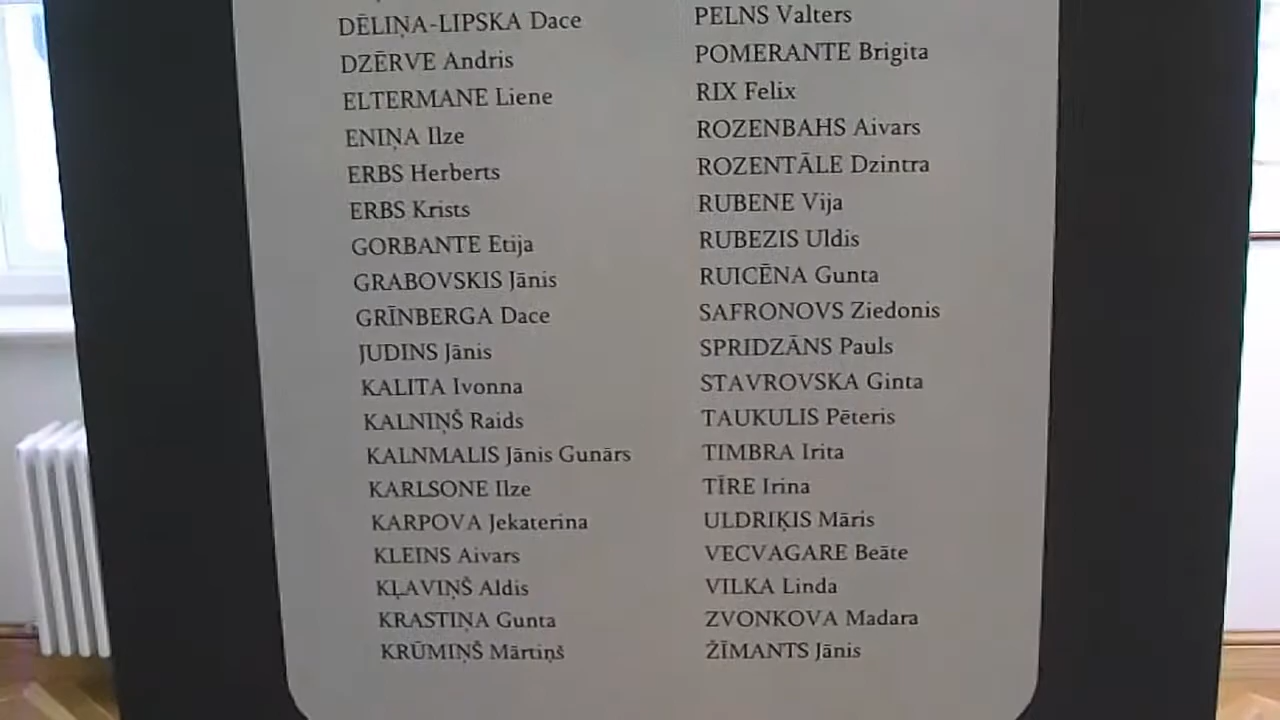 DĒLIŅA-LIPSKA Dace
DZĒRVE Andris
ELTERMANE Liene
ENIŅA Ilze
ERBS Herberts
ERBS Krists
GORBANTE Etija
GRABOVSKIS Jānis
GRĪNBERGA Dace
JUDINS Jānis
KALITA Ivonna
KALNIŅŠ Raids
KALNMALIS Jānis Gunārs
KARLSONE Ilze
KARPOVA Jekaterina
KLEINS Aivars
KĻAVIŅŠ Aldis
KRASTIŅA Gunta
KRŪMIŅŠ Mārtiņš
PELNS Valters
POMERANTE Brigita
RIX Felix
ROZENBAHS Aivars
ROZENTĀLE Dzintra
RUBENE Vija
RUBEZIS Uldis
RUICĒNA Gunta
SAFRONOVS Ziedonis
SPRIDZĀNS Pauls
STAVROVSKA Ginta
TAUKULIS Pēteris
TIMBRA Irita
TĪRE Irina
ULDRIĶIS Māris
VECVAGARE Beāte
VILKA Linda
ZVONKOVA Madara
ŽĪMANTS Jānis